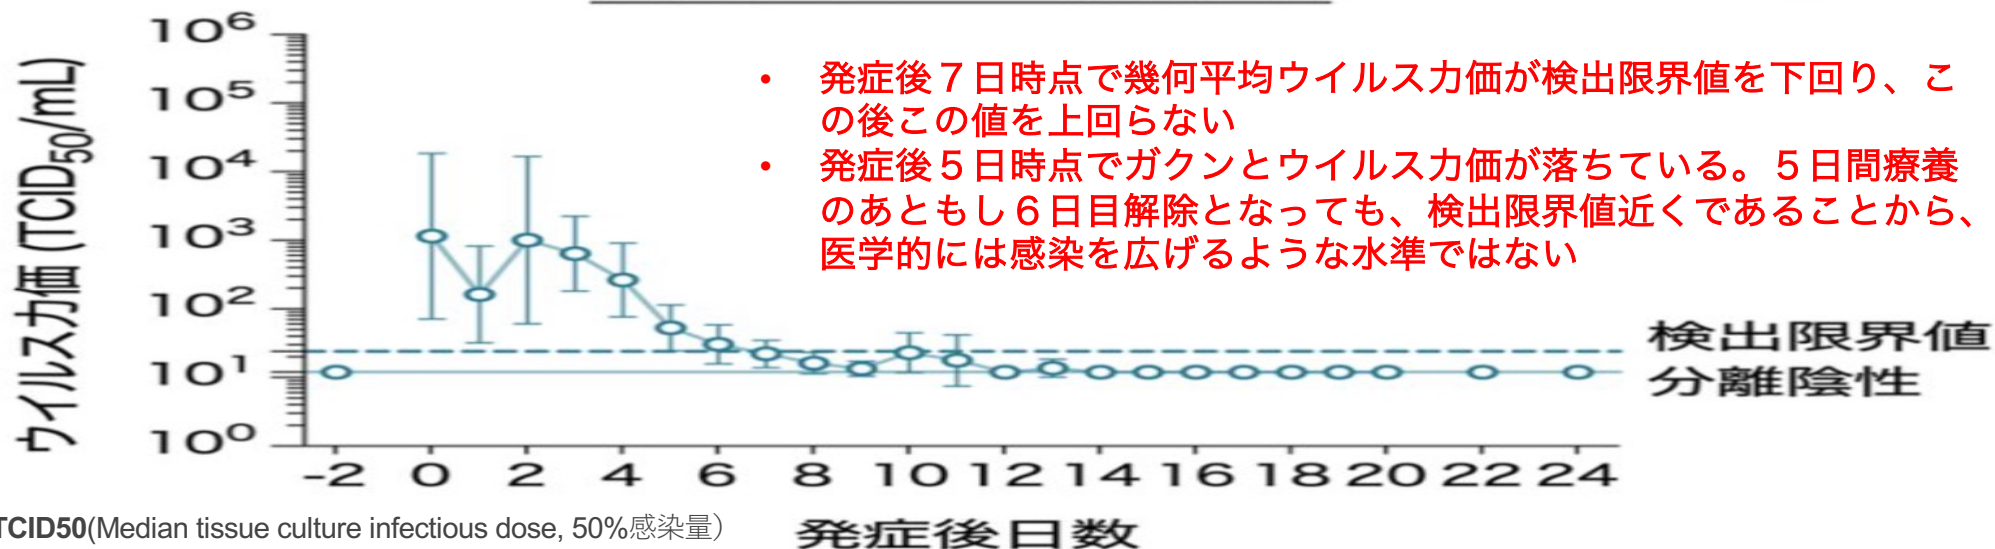 10⁶
10⁵
10⁴
10³
10²
10¹
10⁰
ウイルス力価 (TCID₅₀/mL)
• 発症後７日時点で幾何平均ウイルス力価が検出限界値を下回り、こ
の後この値を上回らない
• 発症後５日時点でガクンとウイルス力価が落ちている。５日間療養
のあともし６日目解除となっても、検出限界値近くであることから、
医学的には感染を広げるような水準ではない
検出限界値
分離陰性
-2 0 2 4 6 8 10 12 14 16 18 20 22 24
発症後日数
TCID50(Median tissue culture infectious dose, 50%感染量）